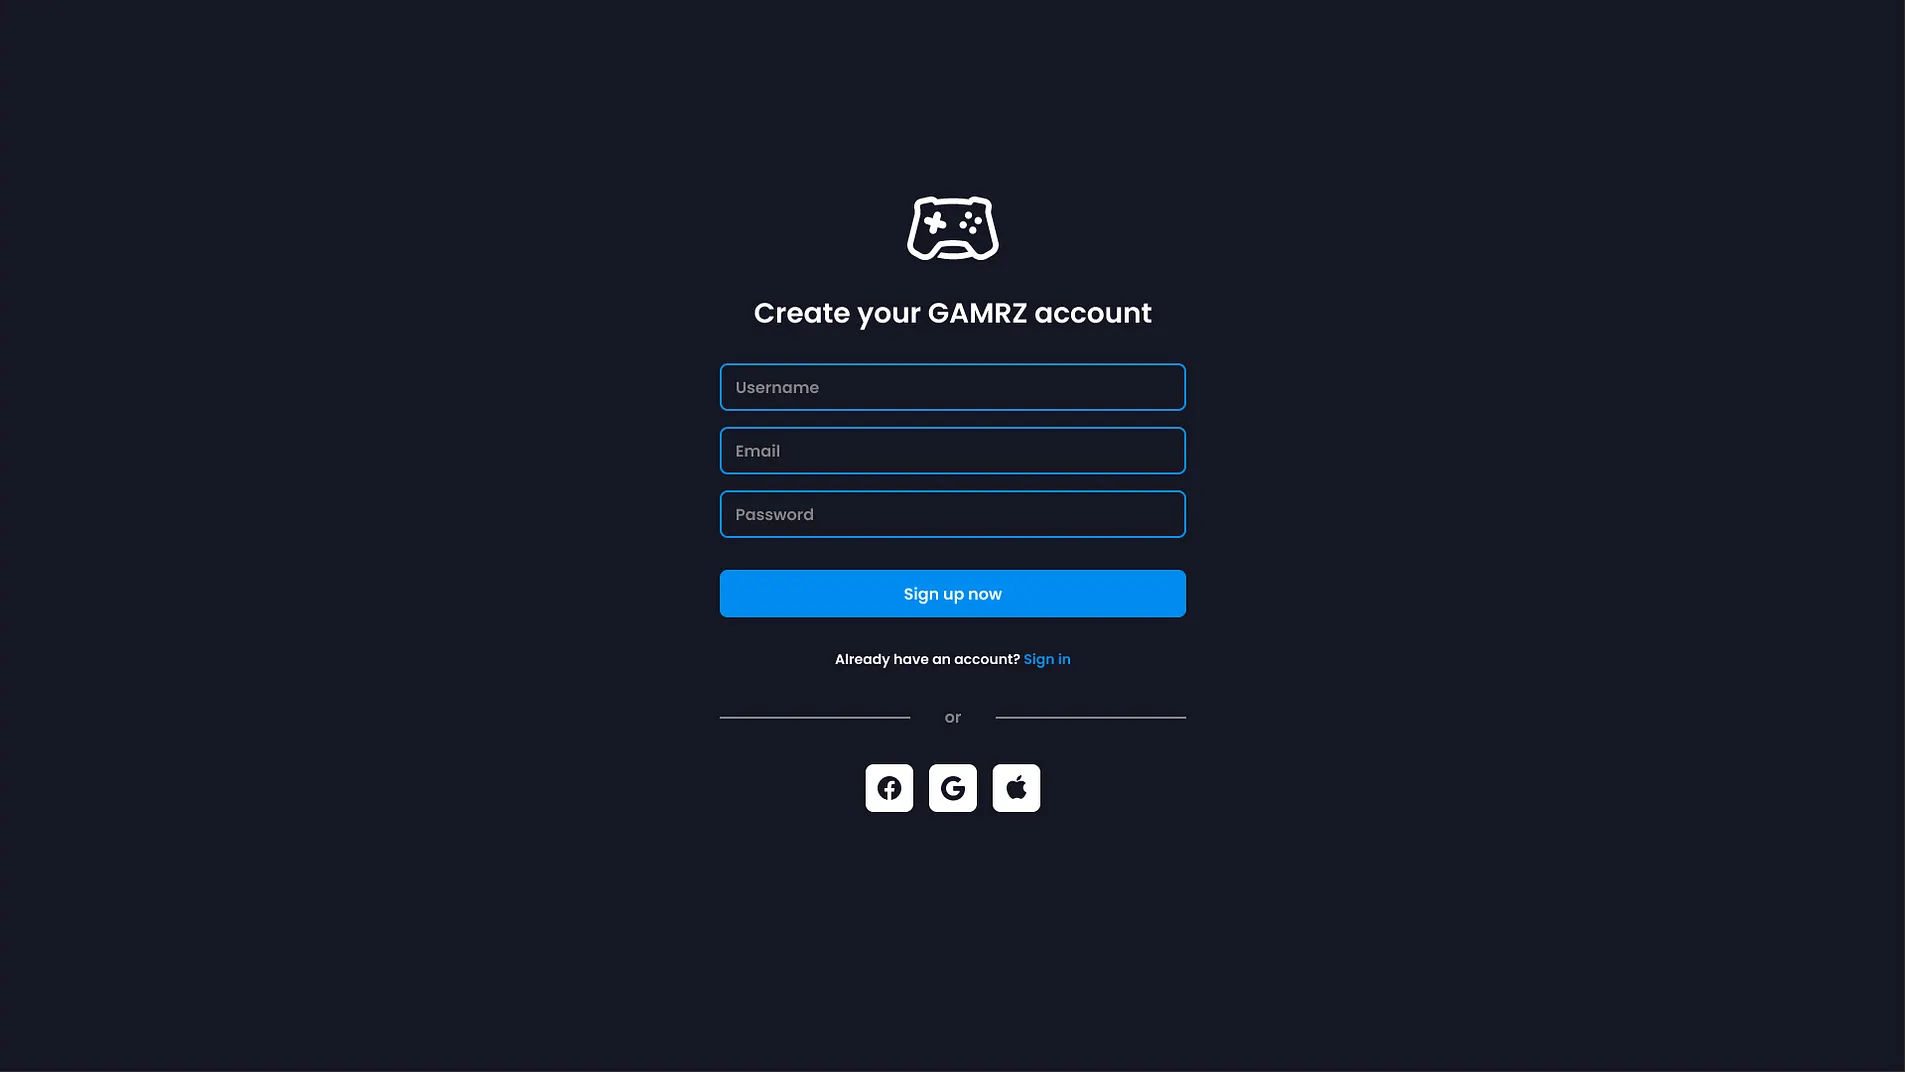 Create your GAMRZ account
Username
Email
Password
Sign up now
Already have an account? Sign in
or